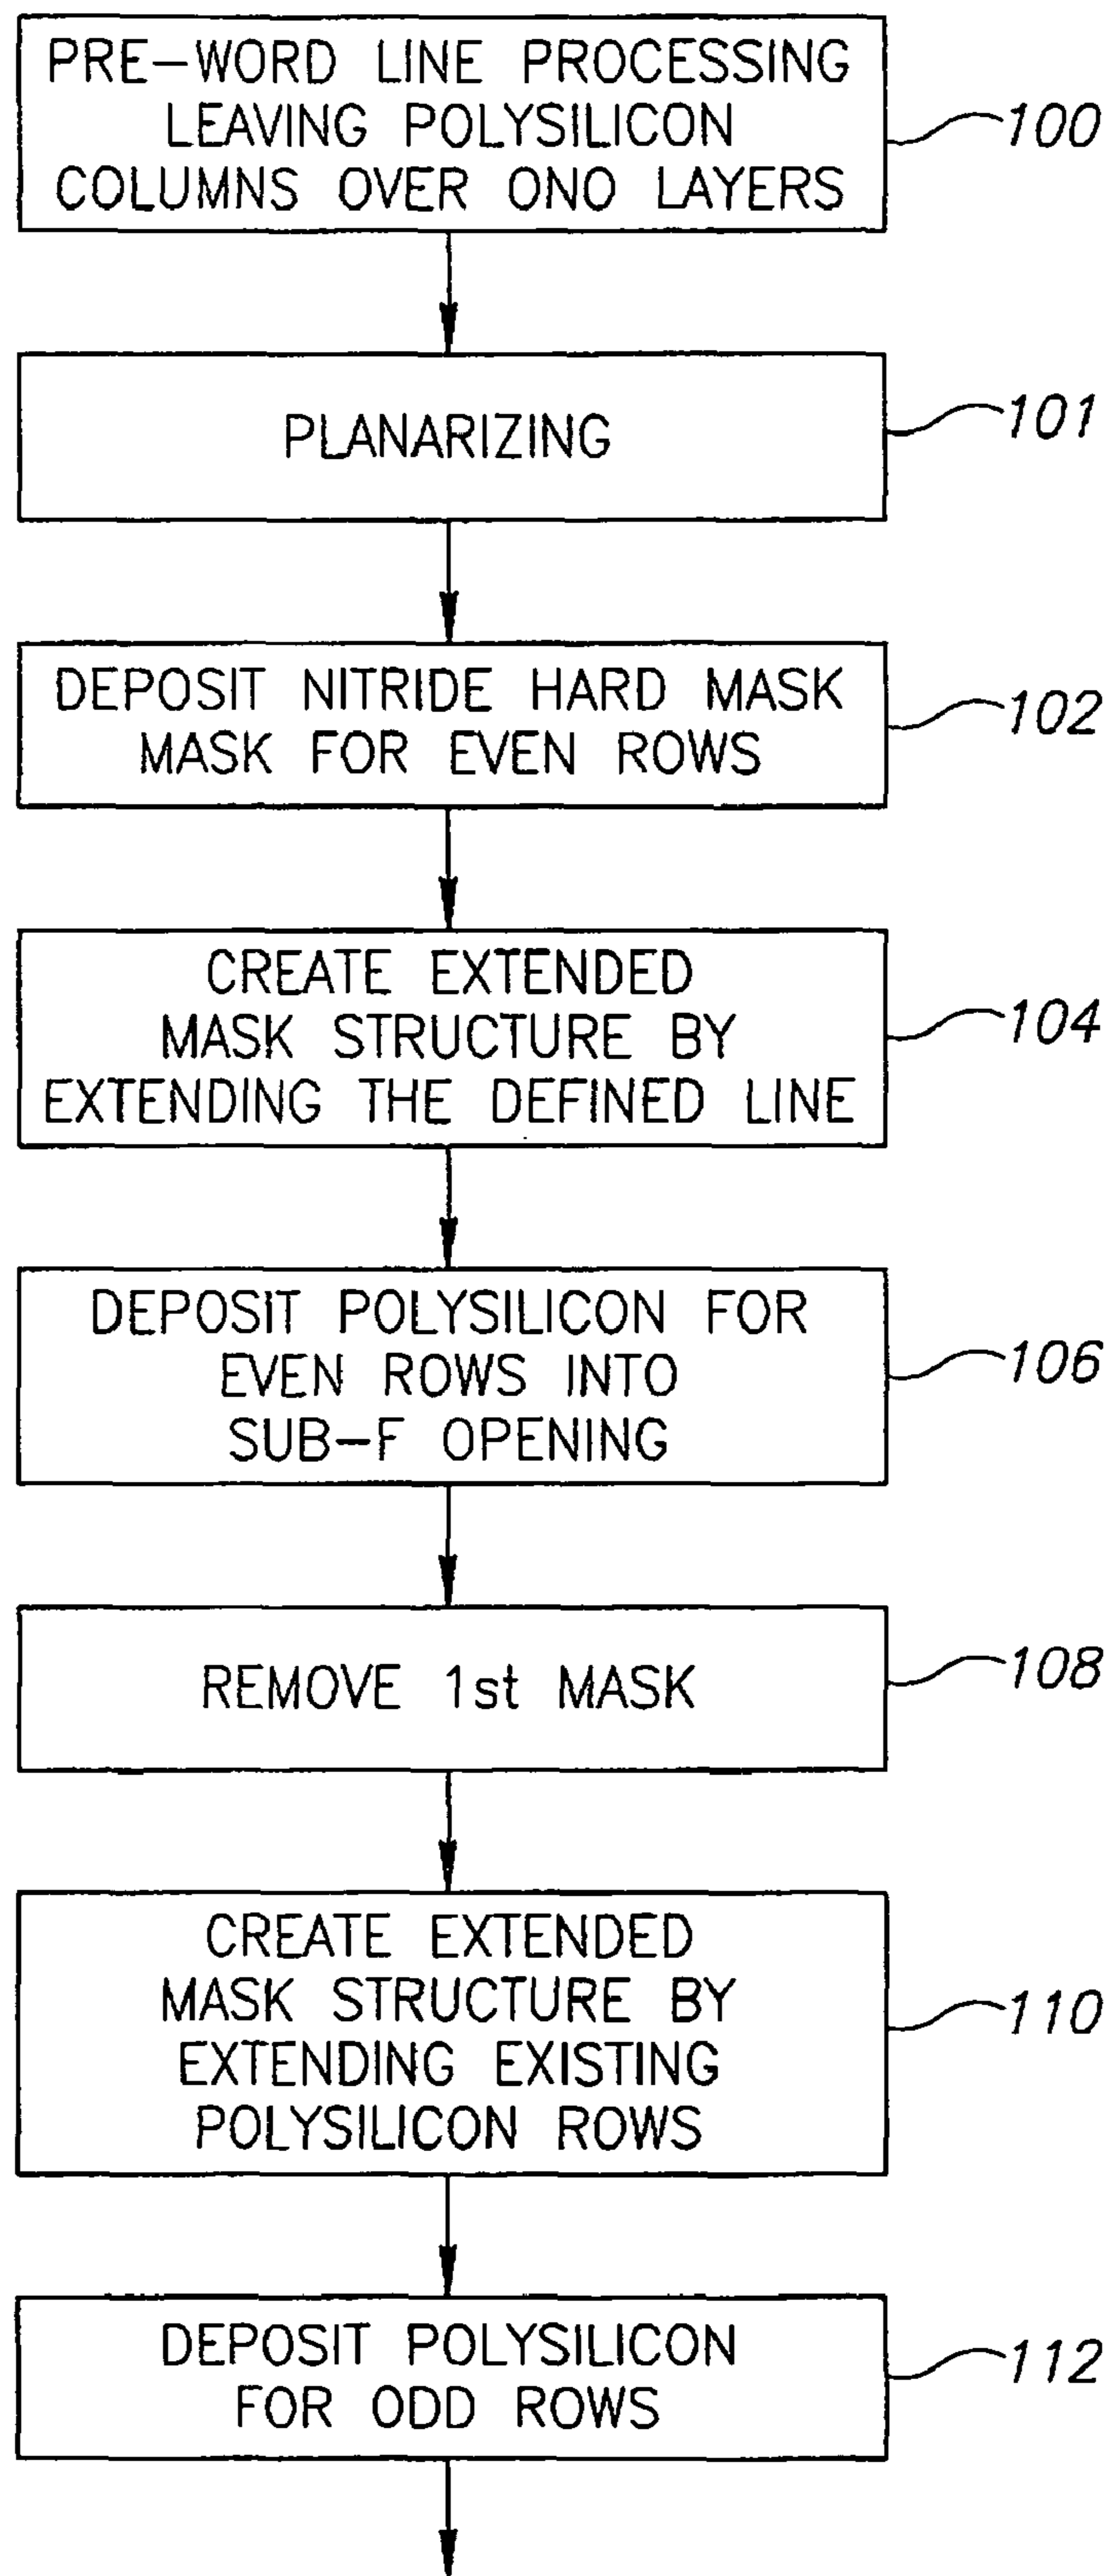 PRE-WORD LINE PROCESSING
LEAVING POLYSILICON
COLUMNS OVER ONO LAYERS
100
PLANARIZING
101
DEPOSIT NITRIDE HARD MASK
MASK FOR EVEN ROWS
102
CREATE EXTENDED
MASK STRUCTURE BY
EXTENDING THE DEFINED LINE
104
DEPOSIT POLYSILICON FOR
EVEN ROWS INTO
SUB-F OPENING
106
REMOVE 1st MASK
108
CREATE EXTENDED
MASK STRUCTURE BY
EXTENDING EXISTING
POLYSILICON ROWS
110
DEPOSIT POLYSILICON
FOR ODD ROWS
112